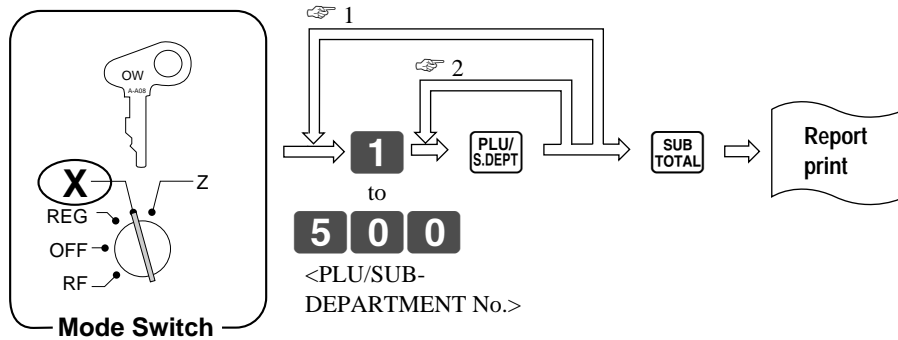 ☞ 1
☞ 2
OW
A-A08
X
Z
REG
OFF
RF
Mode Switch
1
to
5 0 0
<PLU/SUB-
DEPARTMENT No.>
PLU/
S.DEPT
SUB
TOTAL
Report
print